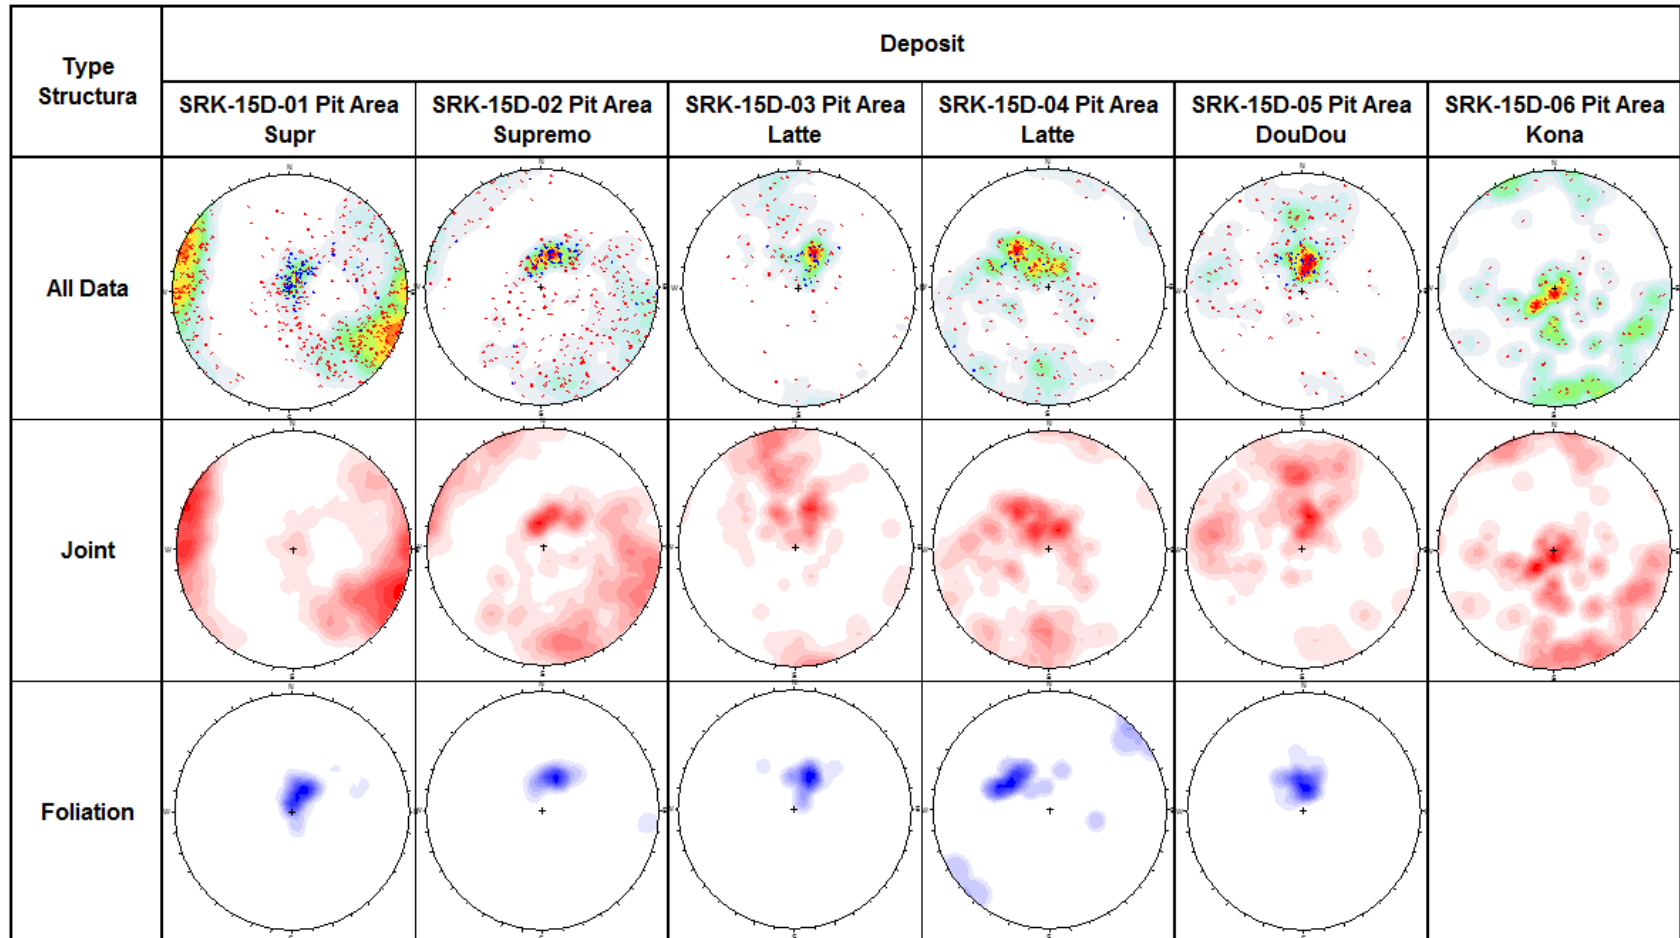 Type
Structura
Deposit
SRK-15D-01 Pit Area
Supr
SRK-15D-02 Pit Area
Supremo
SRK-15D-03 Pit Area
Latte
SRK-15D-04 Pit Area
Latte
SRK-15D-05 Pit Area
DouDou
SRK-15D-06 Pit Area
Kona
All Data
Joint
Foliation